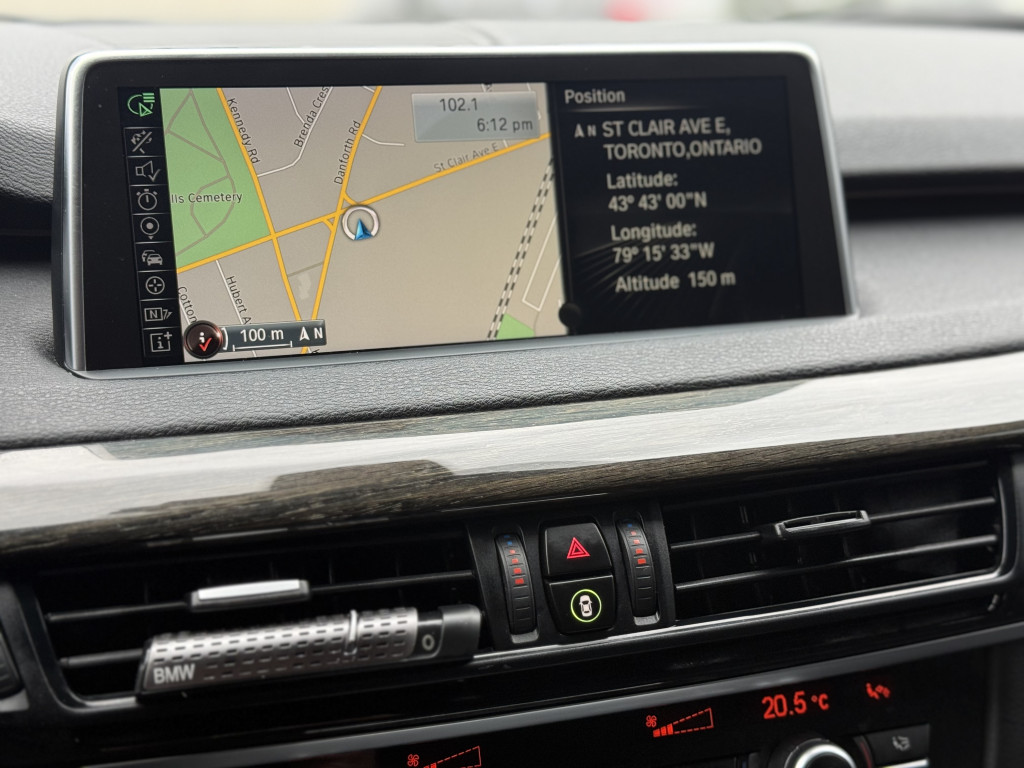 Kennedy Rd
Brenda Cres
Danforth Rd
102.1
6:12 pm
St Clair Ave E
lls Cemetery
Hubert A
Cotton
100 m
N
Position
N ST CLAIR AVE E,
TORONTO,ONTARIO
Latitude:
43° 43' 00"N
Longitude:
79° 15' 33"W
Altitude 150 m
BMW
20.5 °C